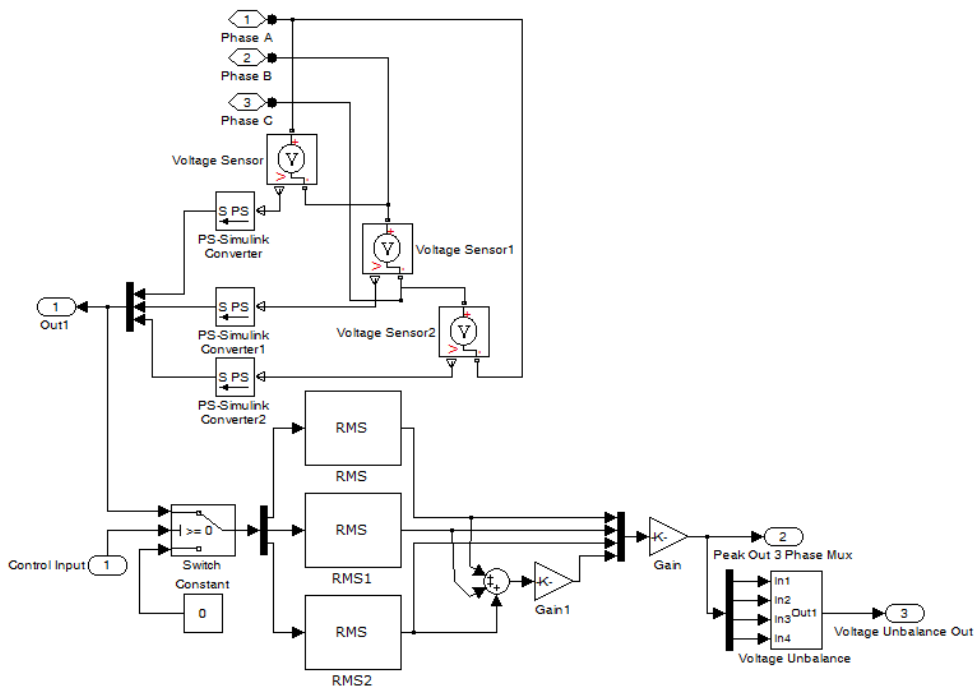 1
Phase A
2
Phase B
3
Phase C
+
V
V
-
Voltage Sensor
S PS
PS-Simulink
Converter
+
V
V
-
Voltage Sensor1
1
Out1
S PS
PS-Simulink
Converter1
+
V
V
-
Voltage Sensor2
S PS
PS-Simulink
Converter2
RMS
RMS
RMS
RMS1
RMS
RMS2
>= 0
Switch
Control Input
1
Constant
0
+
+
+
-K-
Gain1
-K-
Gain
2
Peak Out 3 Phase Mux
In1
In2
In3
In4
Out1
Voltage Unbalance
3
Voltage Unbalance Out